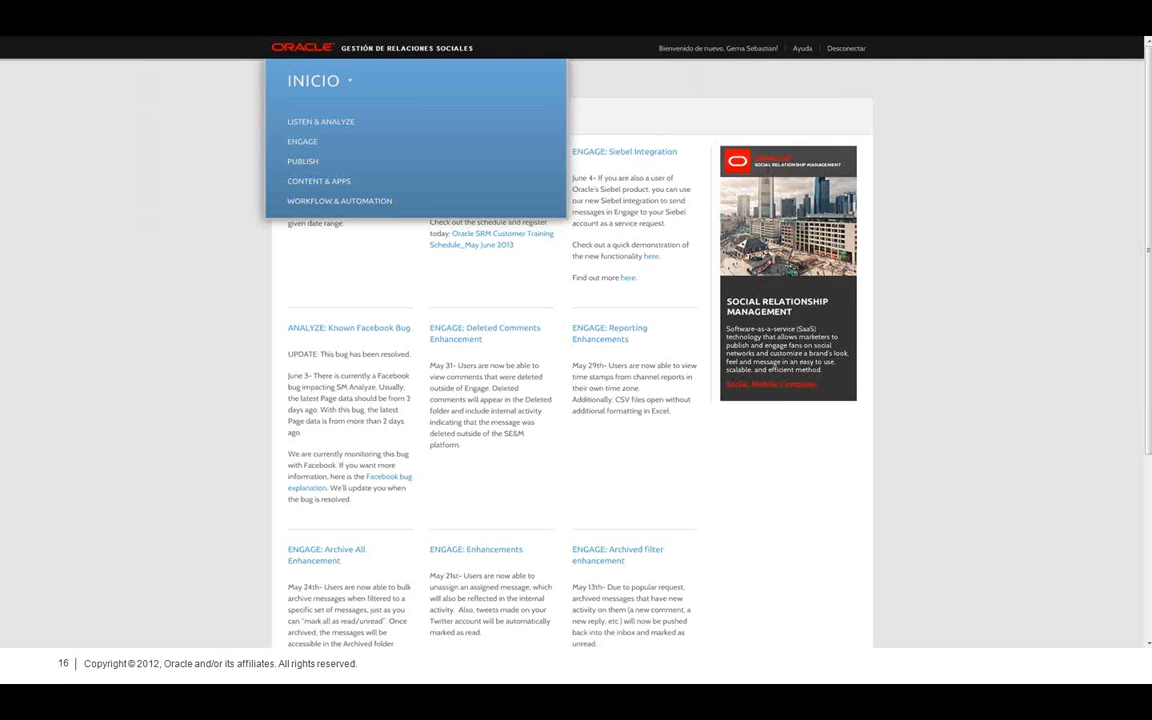 ORACLE GESTIÓN DE RELACIONES SOCIALES
Bienvenido de nuevo, Gema Sebastian! | Ayuda | Desconectar
INICIO
LISTEN & ANALYZE
ENGAGE
PUBLISH
CONTENT & APPS
WORKFLOW & AUTOMATION
given date range.
Check out the schedule and register
today: Oracle SRM Customer Training
Schedule_May June 2013
ENGAGE: Siebel Integration
June 4- If you are also a user of
Oracle's Siebel product, you can use
our new Siebel integration to send
messages in Engage to your Siebel
account as a service request.
Check out a quick demonstration of
the new functionality here.
Find out more here.
SOCIAL RELATIONSHIP MANAGEMENT
SOCIAL RELATIONSHIP
MANAGEMENT
Software-as-a-service (SaaS)
technology that allows marketers to
publish and engage fans on social
networks and customize a brand's look,
feel and message in an easy to use,
scalable, and efficient method.
ANALYZE: Known Facebook Bug
UPDATE: This bug has been resolved.
June 3- There is currently a Facebook
bug impacting SM Analyze. Usually,
the latest Page data should be from 2
days ago. With this bug, the latest
Page data is from more than 2 days
ago.
We are currently monitoring this bug
with Facebook. If you want more
information, here is the Facebook bug
explanation. We'll update you when
the bug is resolved.
ENGAGE: Deleted Comments
Enhancement
May 31- Users are now be able to
view comments that were deleted
outside of Engage. Deleted
comments will appear in the Deleted
folder and include internal activity
indicating that the message was
deleted outside of the SE&M
platform.
ENGAGE: Reporting
Enhancements
May 29th- Users are now able to view
time stamps from channel reports in
their own time zone.
Additionally, CSV files open without
additional formatting in Excel.
ENGAGE: Archive All
Enhancement
May 24th- Users are now able to bulk
archive messages when filtered to a
specific set of messages, just as you
can "mark all as read/unread". Once
archived, the messages will be
accessible in the Archived folder.
ENGAGE: Enhancements
May 21st- Users are now able to
unassign an assigned message, which
will also be reflected in the internal
activity. Also, tweets made on your
Twitter account will be automatically
marked as read.
ENGAGE: Archived filter
enhancement
May 13th- Due to popular request,
archived messages that have new
activity on them (a new comment, a
new reply, etc.) will now be pushed
back into the inbox and marked as
unread.
16 | Copyright © 2012, Oracle and/or its affiliates. All rights reserved.